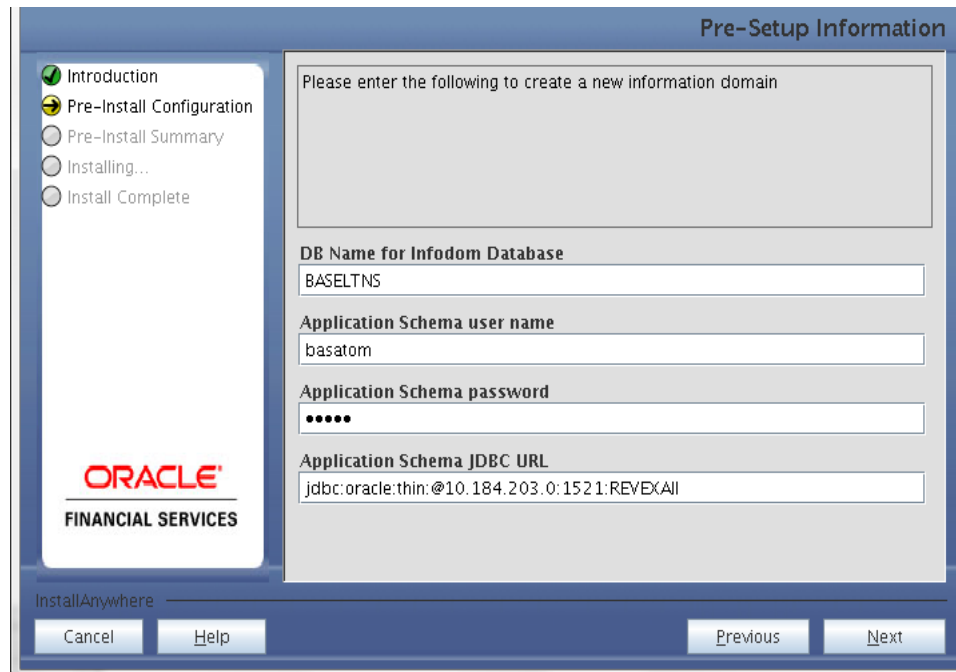 Pre-Setup Information
Introduction
Pre-Install Configuration
Pre-Install Summary
Installing...
Install Complete
ORACLE'
FINANCIAL SERVICES
Please enter the following to create a new information domain
DB Name for Infodom Database
BASELTNS
Application Schema user name
basatom
Application Schema password
•••••
Application Schema JDBC URL
jdbc:oracle:thin:@10.184.203.0:1521:REVEXAII
InstallAnywhere
Cancel
Help
Previous
Next